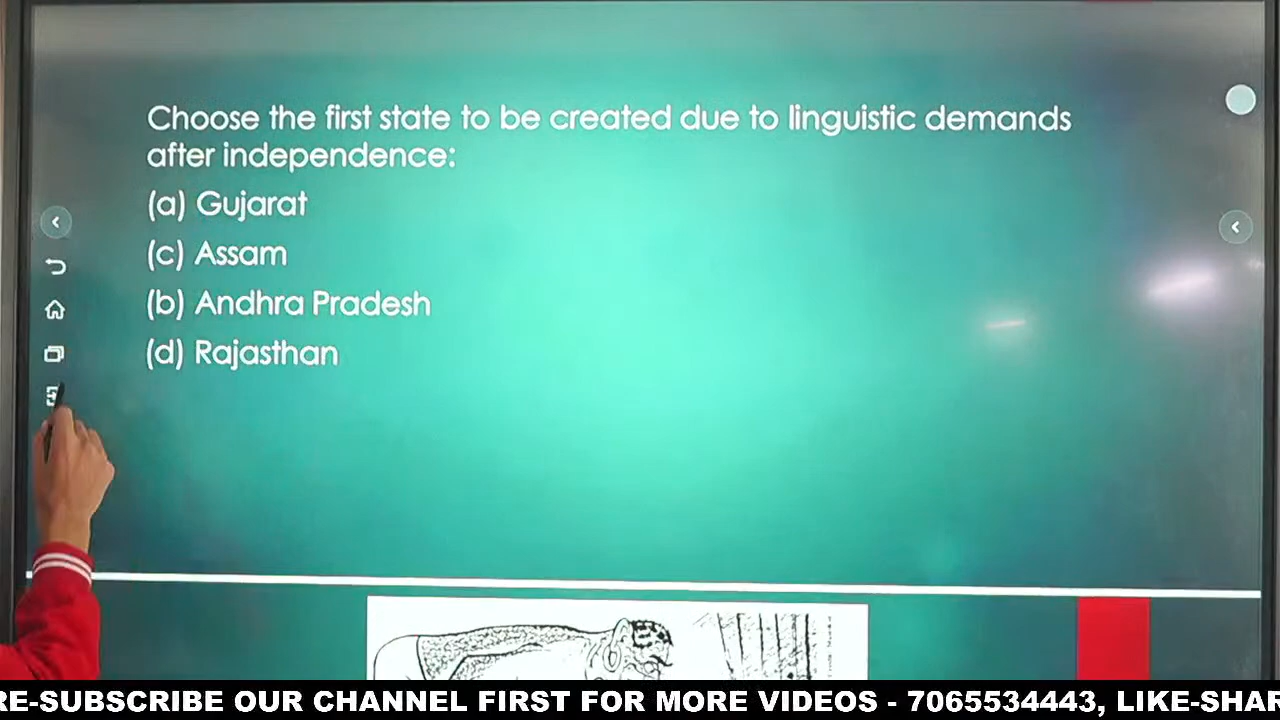 Choose the first state to be created due to linguistic demands
after independence:
(a) Gujarat
(c) Assam
(b) Andhra Pradesh
(d) Rajasthan
RE-SUBSCRIBE OUR CHANNEL FIRST FOR MORE VIDEOS - 7065534443, LIKE-SHAR